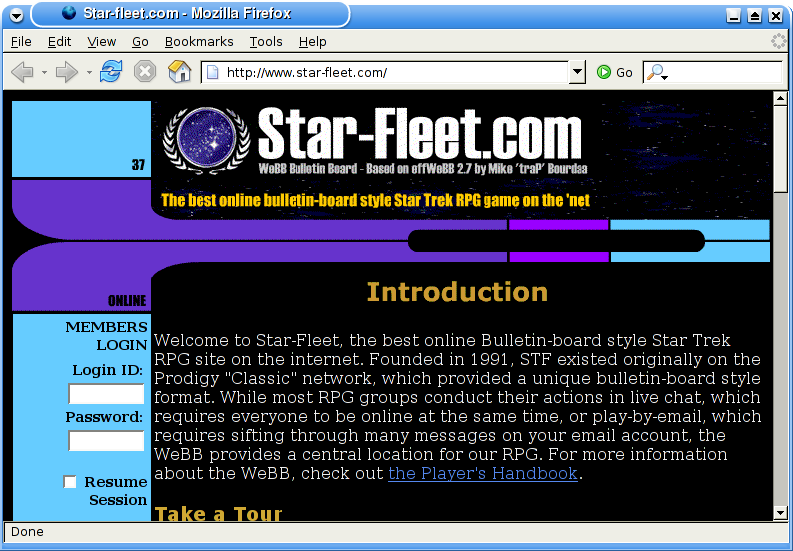 Star-fleet.com - Mozilla Firefox
File Edit View Go Bookmarks Tools Help
http://www.star-fleet.com/ Go
37
Star-Fleet.com
WeBB Bulletin Board - Based on offWeBB 2.7 by Mike 'traP' Bourdaa
The best online bulletin-board style Star Trek RPG game on the 'net
ONLINE
MEMBERS
LOGIN
Login ID:
Password:
Resume
Session
Introduction
Welcome to Star-Fleet, the best online Bulletin-board style Star Trek
RPG site on the internet. Founded in 1991, STF existed originally on the
Prodigy "Classic" network, which provided a unique bulletin-board style
format. While most RPG groups conduct their actions in live chat, which
requires everyone to be online at the same time, or play-by-email, which
requires sifting through many messages on your email account, the
WeBB provides a central location for our RPG. For more information
about the WeBB, check out the Player's Handbook.
Take a Tour
Done